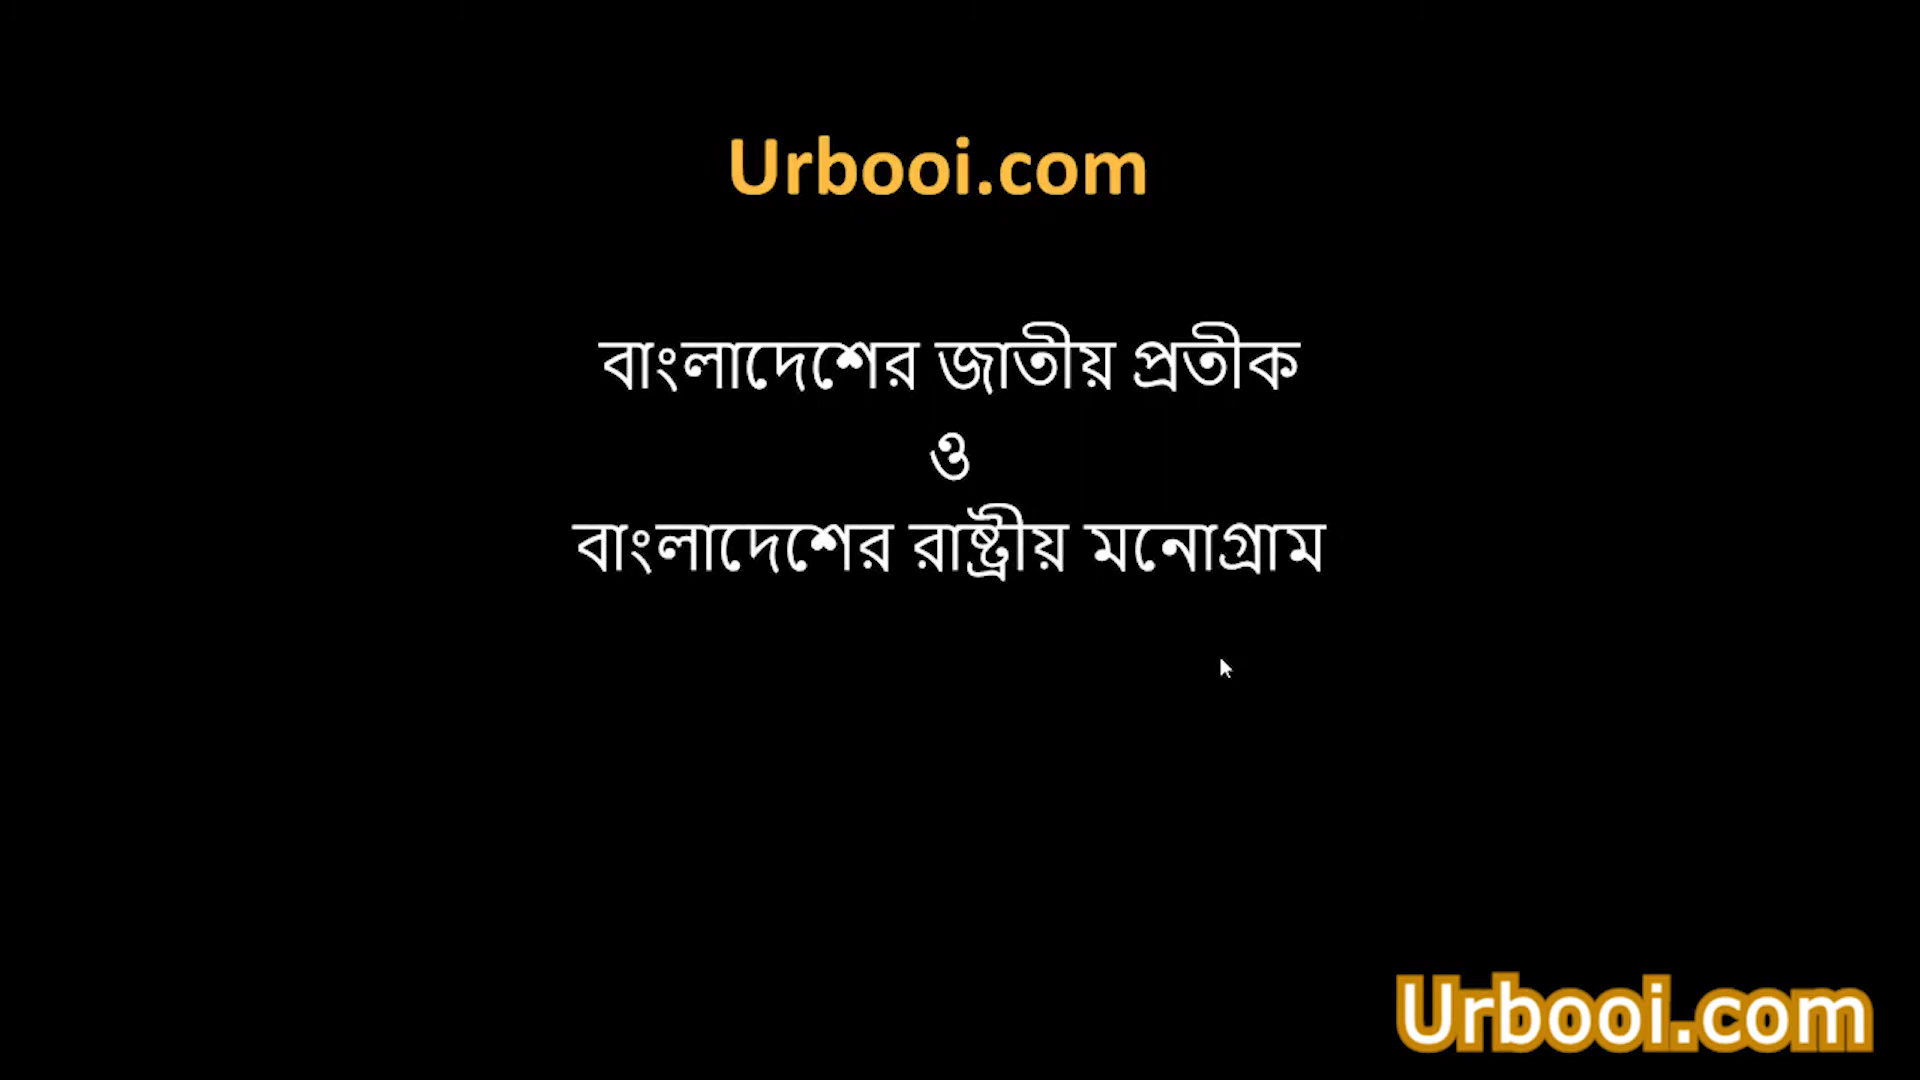 Urbooi.com
বাংলাদেশের জাতীয় প্রতীক
ও
বাংলাদেশের রাষ্ট্রীয় মনোগ্রাম
Urbooi.com